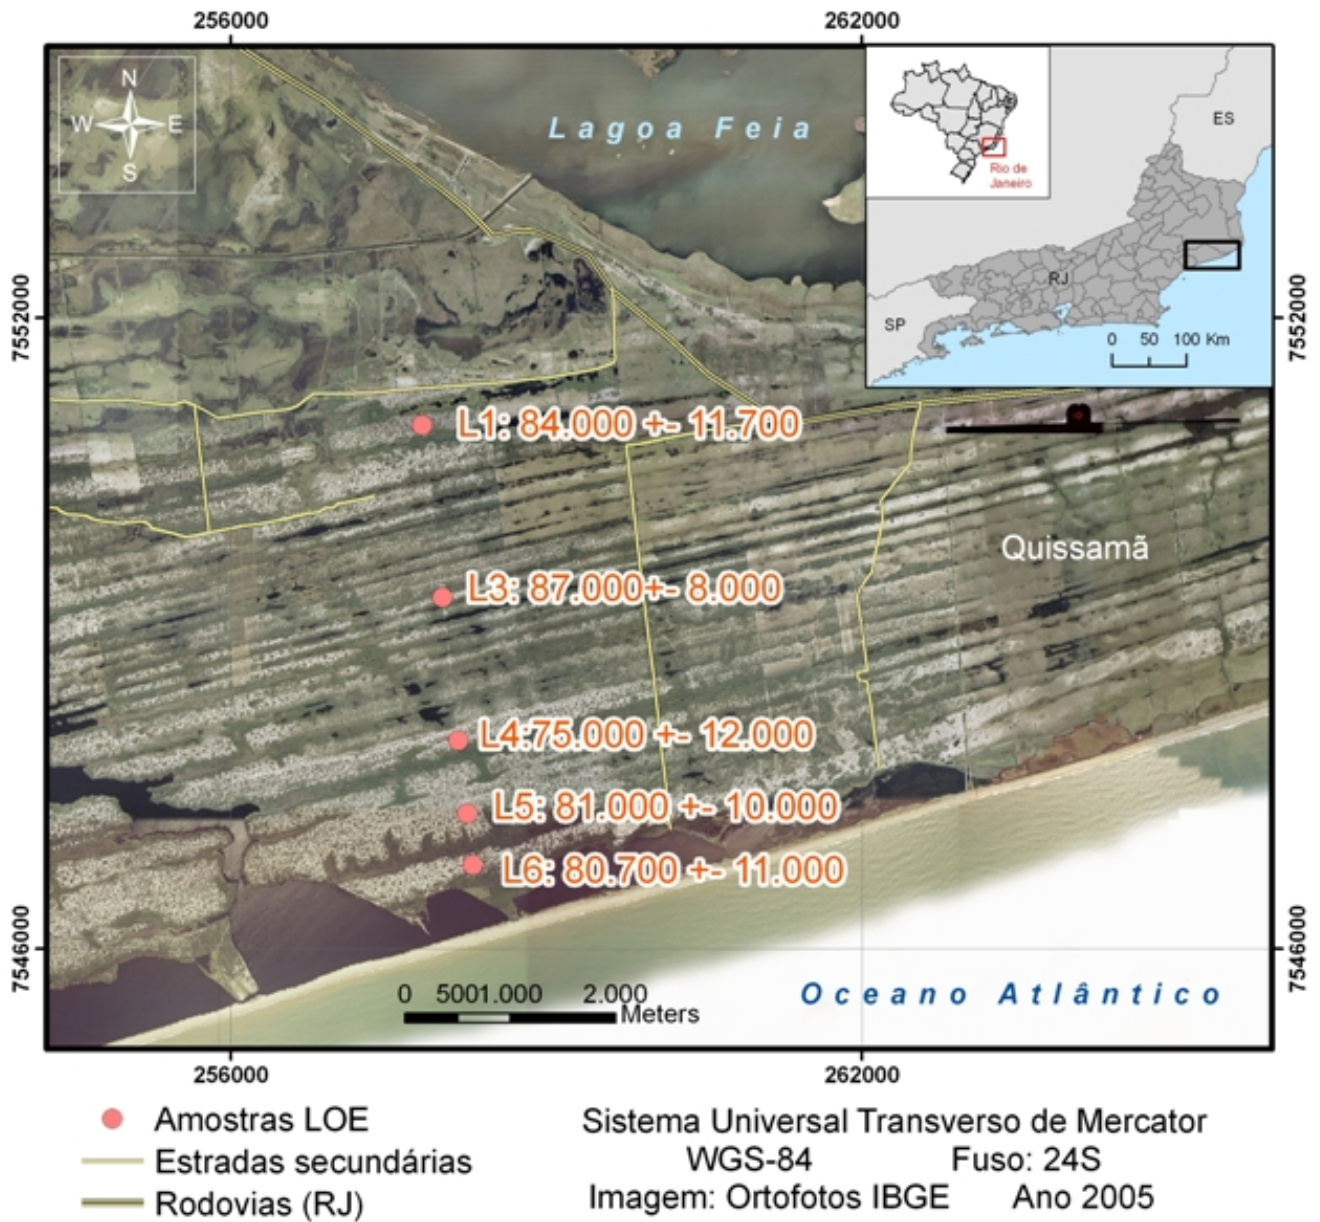 256000
262000
N
W
E
S
Lagoa Feia
Rio de
Janeiro
ES
RJ
SP
0 50 100 Km
7552000
7552000
L1: 84.000 +- 11.700
Quissamã
L3: 87.000+- 8.000
L4:75.000 +- 12.000
L5: 81.000 +- 10.000
L6: 80.700 +- 11.000
7546000
7546000
0 5001.000 2.000
Meters
Oceano Atlântico
256000
262000
Amostras LOE
Estradas secundárias
Rodovias (RJ)
Sistema Universal Transverso de Mercator
WGS-84 Fuso: 24S
Imagem: Ortofotos IBGE Ano 2005